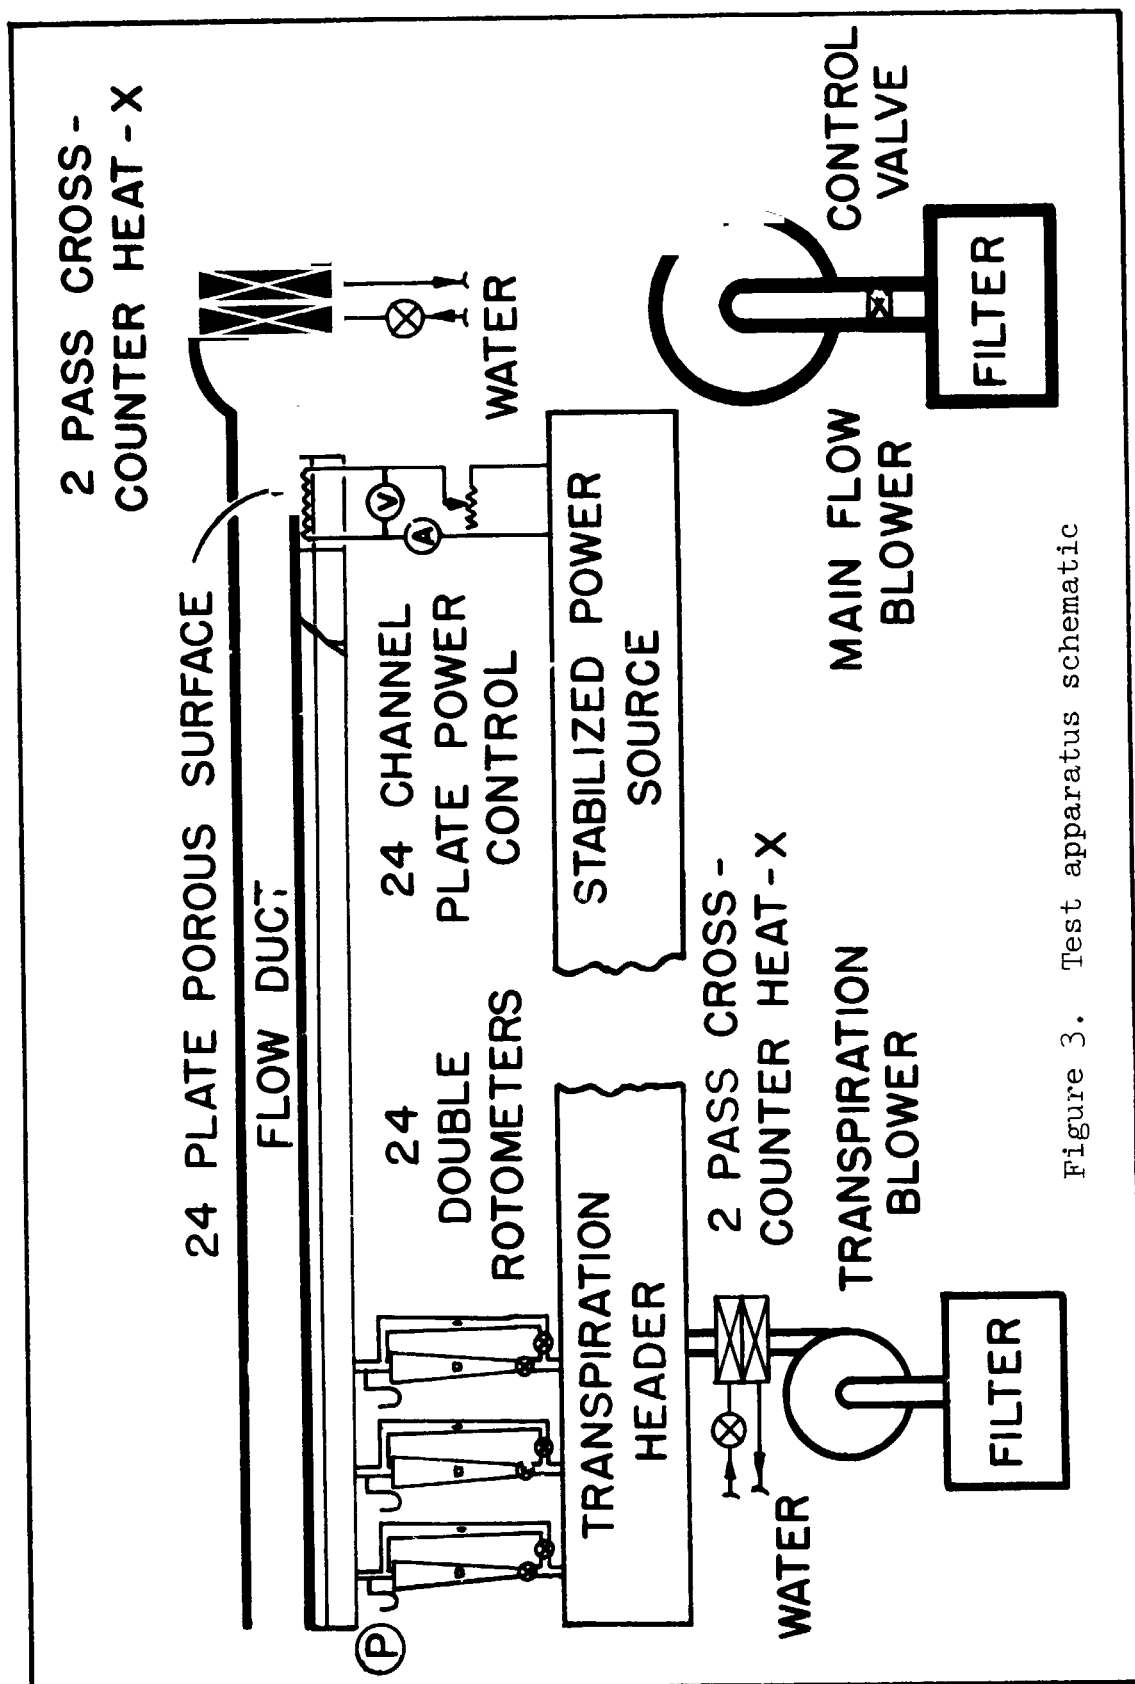 2 PASS CROSS-
COUNTER HEAT-X
24 PLATE POROUS SURFACE
FLOW DUCT
WATER
P
24
DOUBLE
ROTOMETERS
24 CHANNEL
PLATE POWER
CONTROL
V
A
TRANSPIRATION
HEADER
STABILIZED POWER
SOURCE
2 PASS CROSS-
COUNTER HEAT-X
WATER
TRANSPIRATION
BLOWER
FILTER
MAIN FLOW
BLOWER
CONTROL
VALVE
FILTER
Figure 3. Test apparatus schematic